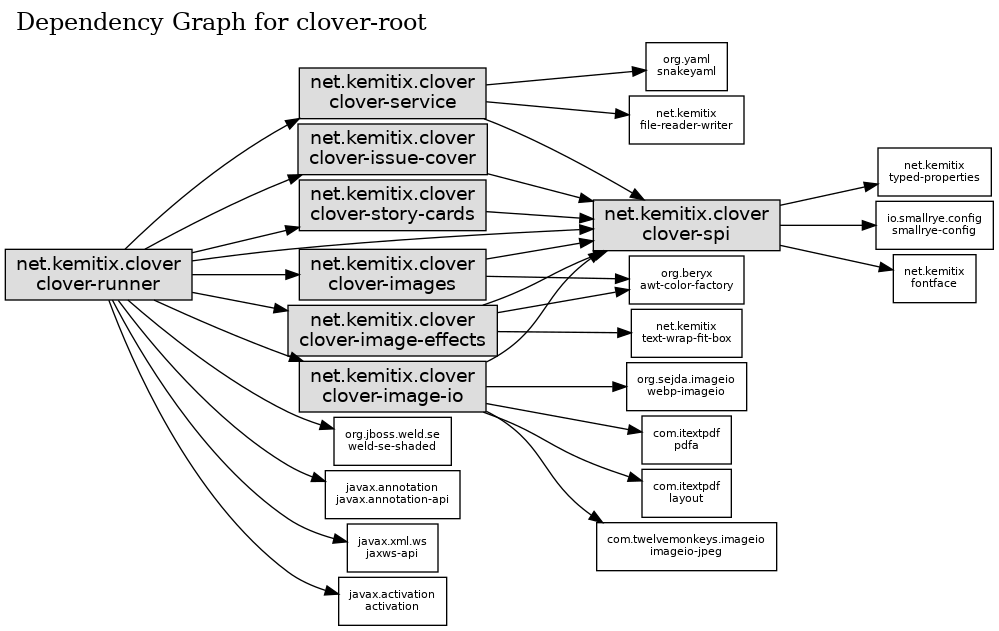 Dependency Graph for clover-root
net.kemitix.clover
clover-runner
net.kemitix.clover
clover-service
net.kemitix.clover
clover-issue-cover
net.kemitix.clover
clover-story-cards
net.kemitix.clover
clover-images
net.kemitix.clover
clover-image-effects
net.kemitix.clover
clover-image-io
org.jboss.weld.se
weld-se-shaded
javax.annotation
javax.annotation-api
javax.xml.ws
jaxws-api
javax.activation
activation
org.yaml
snakeyaml
net.kemitix
file-reader-writer
net.kemitix.clover
clover-spi
org.beryx
awt-color-factory
net.kemitix
text-wrap-fit-box
org.sejda.imageio
webp-imageio
com.itextpdf
pdfa
com.itextpdf
layout
com.twelvemonkeys.imageio
imageio-jpeg
net.kemitix
typed-properties
io.smallrye.config
smallrye-config
net.kemitix
fontface